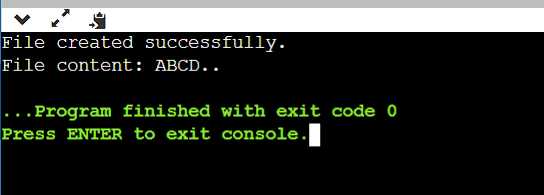 File created successfully.
File content: ABCD..
...Program finished with exit code 0
Press ENTER to exit console.